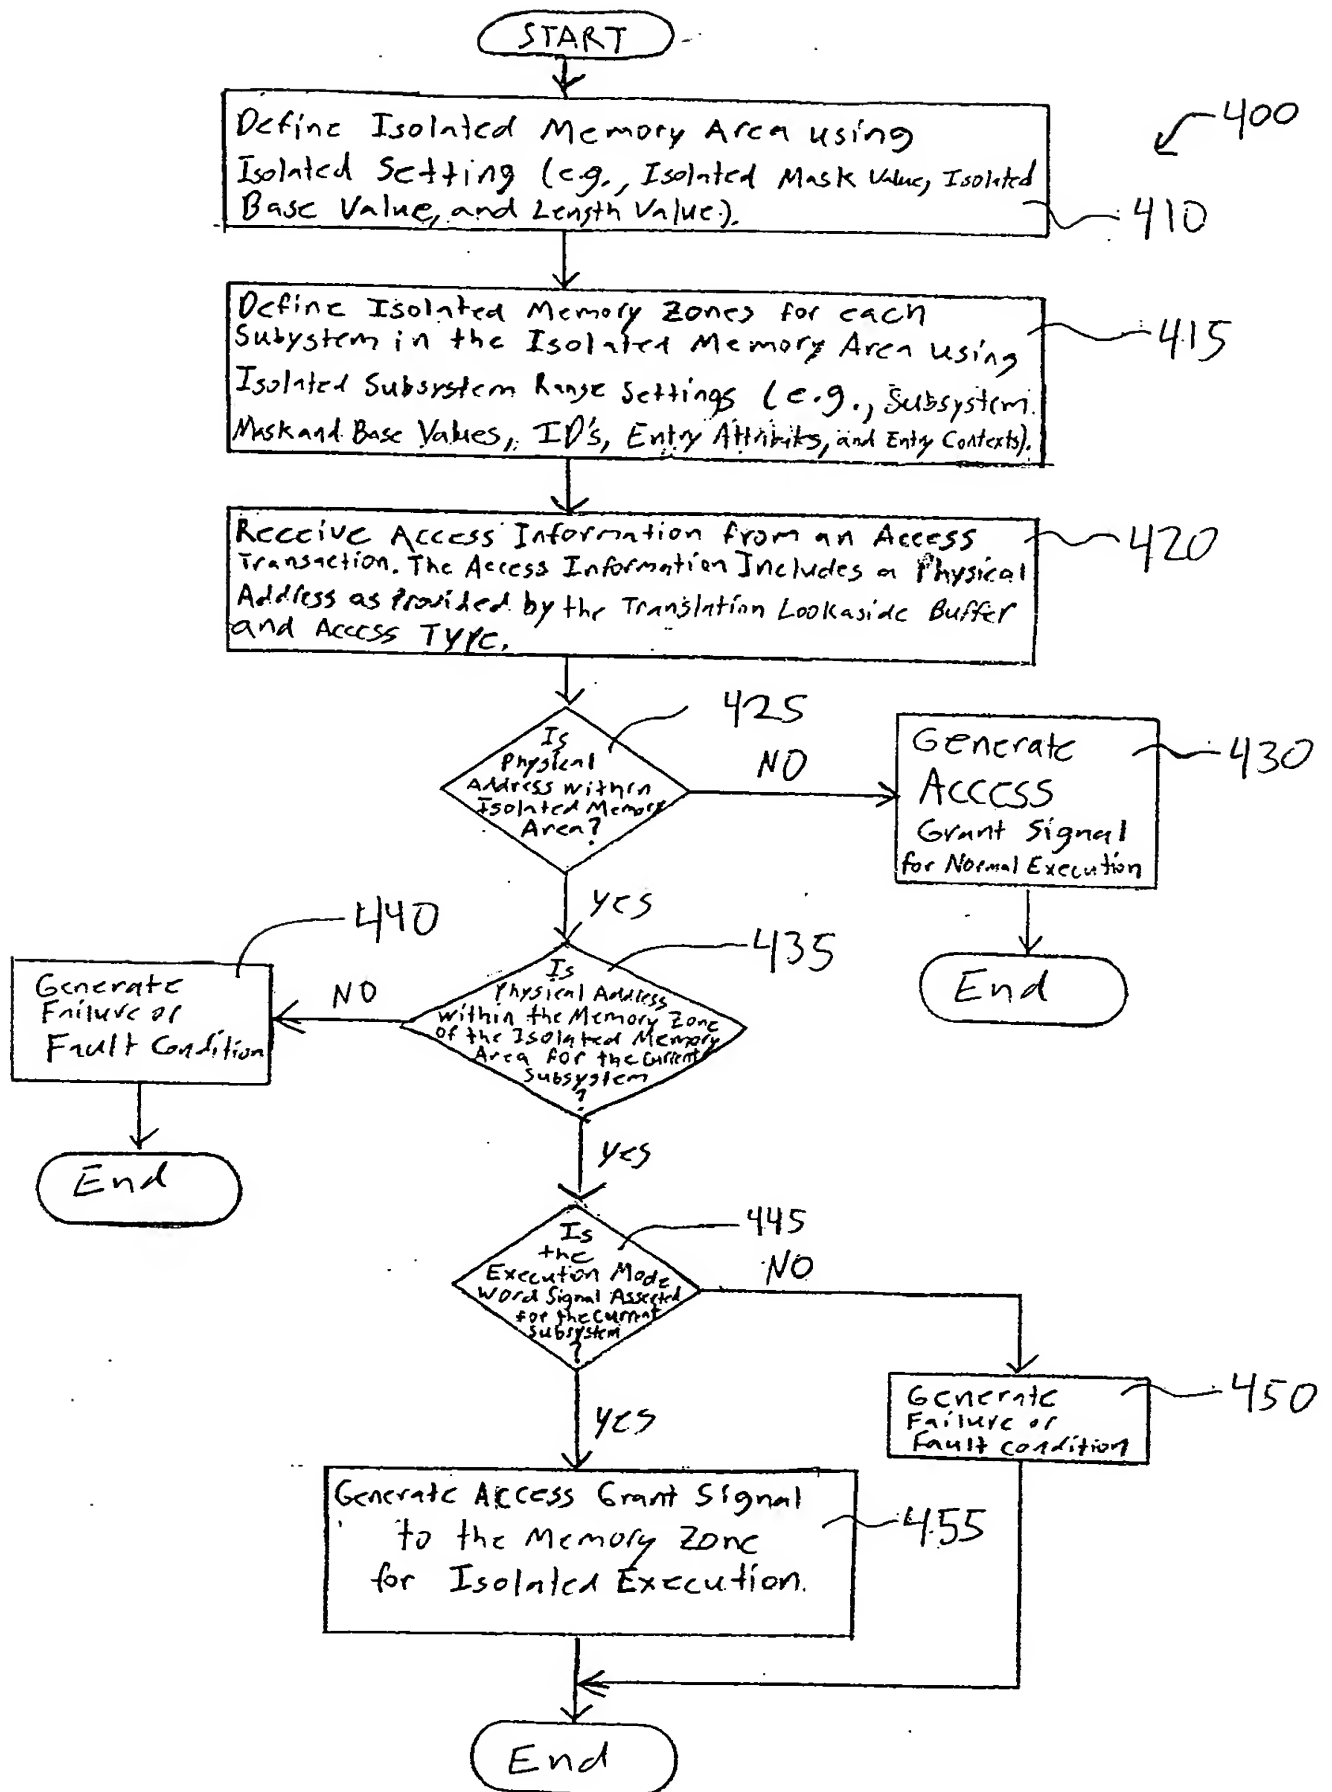 START
400
Define Isolated Memory Area using
Isolated Setting (e.g., Isolated Mask Value, Isolated
Base Value, and Length Value).
410
Define Isolated Memory Zones for each
Subystem in the Isolated Memory Area using
Isolated Subsystem Range Settings (e.g., Subsystem
Mask and Base Values, ID's, Entry Attributes, and Entry Contexts).
415
Receive Access Information from an Access
Transaction. The Access Information Includes a Physical
Address as Provided by the Translation Lookaside Buffer
and Access Type.
420
Is
Physical
Address within
Isolated Memory
Area?
425
NO
Generate
Access
Grant Signal
for Normal Execution
430
End
YES
Is
Physical Address
within the Memory Zone
of the Isolated Memory
Area for the Current
Subsystem
?
435
NO
440
Generate
Failure or
Fault Condition
End
YES
Is
the
Execution Mode
Word Signal Asserted
for the Current
Subsystem
?
445
NO
Generate
Failure or
Fault Condition
450
YES
Generate Access Grant Signal
to the Memory Zone
for Isolated Execution.
455
End